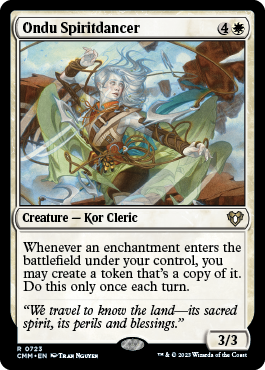 Ondu Spiritdancer 4
Creature — Kor Cleric
Whenever an enchantment enters the
battlefield under your control, you
may create a token that's a copy of it.
Do this only once each turn.
“We travel to know the land—its sacred
spirit, its perils and blessings.”
3/3
R 0723
CMM • EN Tran Nguyen
™ & © 2023 Wizards of the Coast